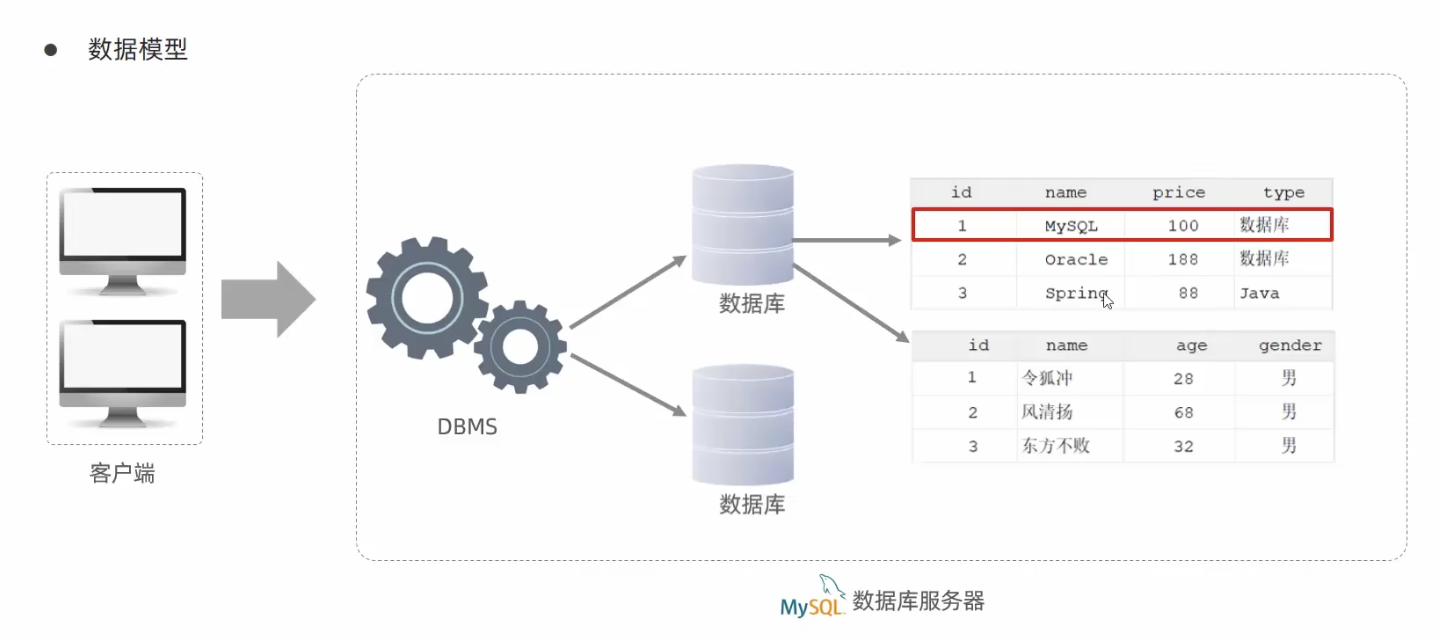 数据模型
客户端
DBMS
数据库
数据库
id name price type
1 MySQL 100 数据库
2 Oracle 188 数据库
3 Spring 88 Java
id name age gender
1 令狐冲 28 男
2 风清扬 68 男
3 东方不败 32 男
MySQL 数据库服务器